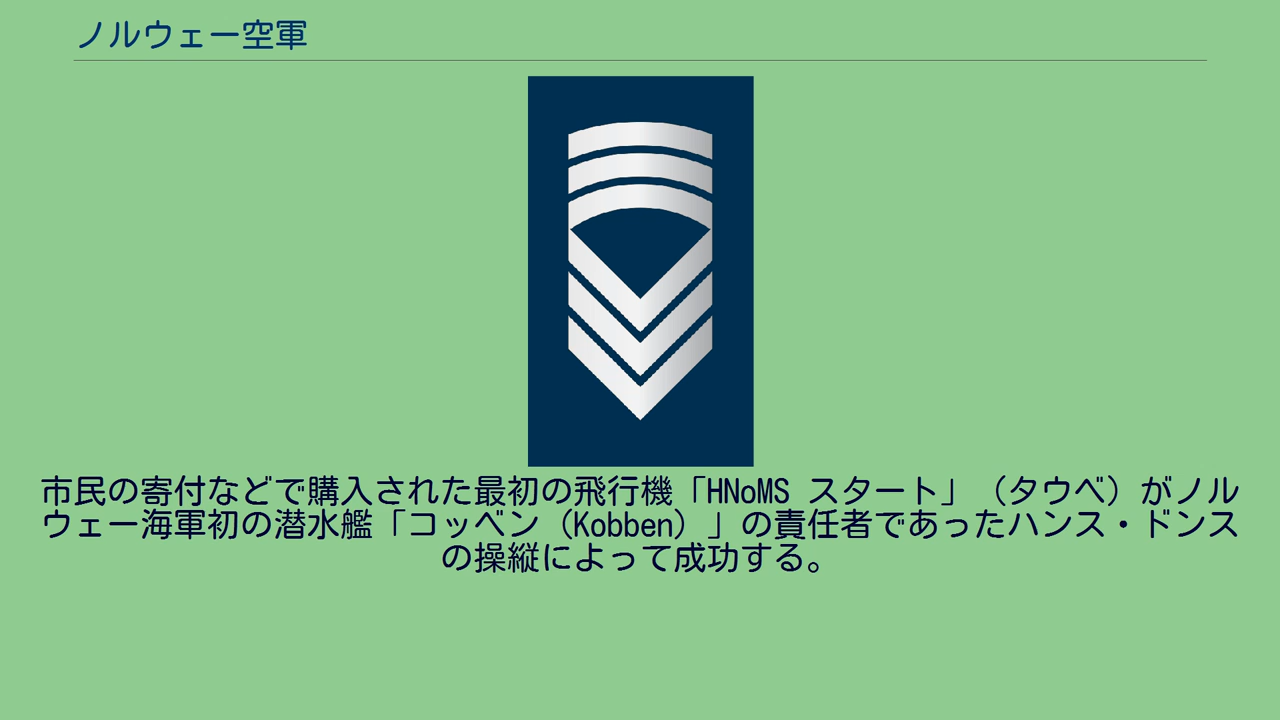 ノルウェー空軍
市民の寄付などで購入された最初の飛行機「HNoMS スタート」（タウベ）がノル
ウェー海軍初の潜水艦「コッベン（Kobben）」の責任者であったハンス・ドンス
の操縦によって成功する。